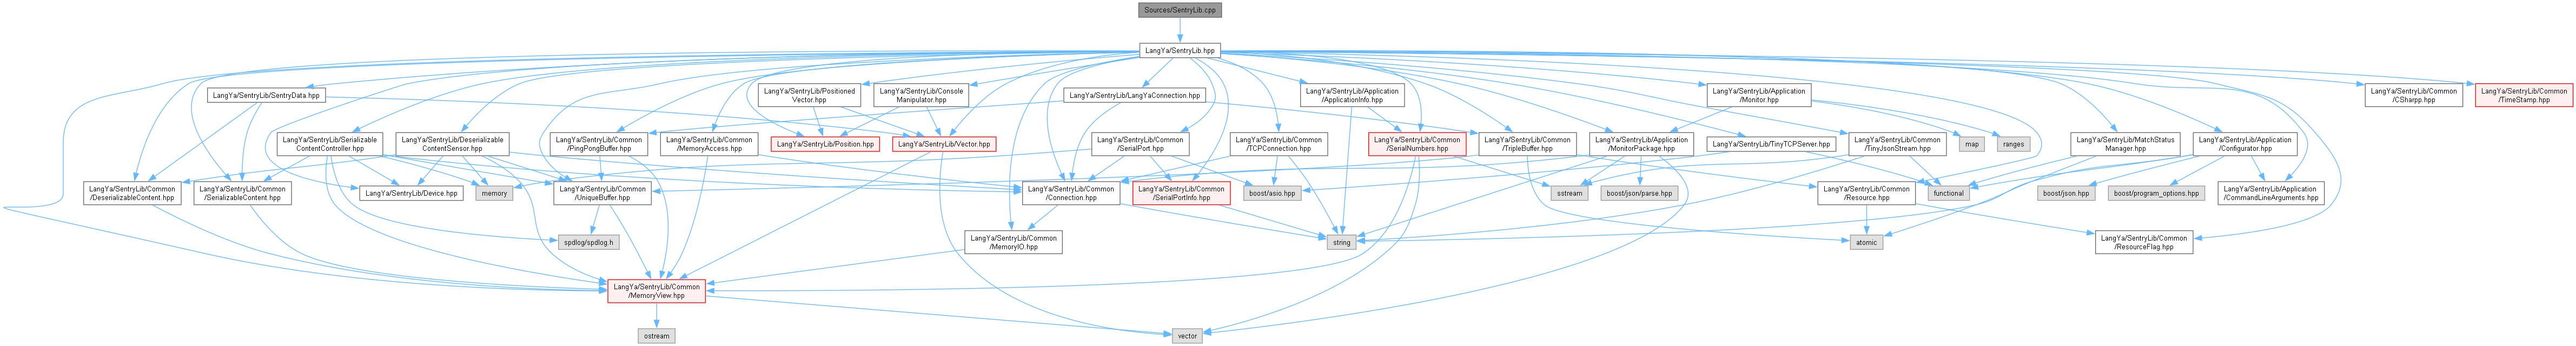 Sources/SentryLib.cpp
LangYa/SentryLib.hpp
LangYa/SentryLib/SentryData.hpp
LangYa/SentryLib/Positioned
Vector.hpp
LangYa/SentryLib/Console
Manipulator.hpp
LangYa/SentryLib/LangYaConnection.hpp
LangYa/SentryLib/Application
/ApplicationInfo.hpp
LangYa/SentryLib/Application
/Monitor.hpp
LangYa/SentryLib/Common
/CSharpp.hpp
LangYa/SentryLib/Common
/TimeStamp.hpp
LangYa/SentryLib/Serializable
ContentController.hpp
LangYa/SentryLib/Deserializable
ContentSensor.hpp
LangYa/SentryLib/Common
/PingPongBuffer.hpp
LangYa/SentryLib/Common
/MemoryAccess.hpp
LangYa/SentryLib/Position.hpp
LangYa/SentryLib/Vector.hpp
LangYa/SentryLib/Common
/SerialPort.hpp
LangYa/SentryLib/Common
/TCPConnection.hpp
LangYa/SentryLib/Common
/SerialNumbers.hpp
LangYa/SentryLib/Common
/TripleBuffer.hpp
LangYa/SentryLib/Application
/MonitorPackage.hpp
LangYa/SentryLib/TinyTCPServer.hpp
LangYa/SentryLib/Common
/TinyJsonStream.hpp
map
ranges
LangYa/SentryLib/MatchStatus
Manager.hpp
LangYa/SentryLib/Application
/Configurator.hpp
LangYa/SentryLib/Common
/DeserializableContent.hpp
LangYa/SentryLib/Common
/SerializableContent.hpp
LangYa/SentryLib/Device.hpp
memory
LangYa/SentryLib/Common
/UniqueBuffer.hpp
LangYa/SentryLib/Common
/Connection.hpp
LangYa/SentryLib/Common
/SerialPortInfo.hpp
boost/asio.hpp
sstream
boost/json/parse.hpp
LangYa/SentryLib/Common
/Resource.hpp
functional
boost/json.hpp
boost/program_options.hpp
LangYa/SentryLib/Application
/CommandLineArguments.hpp
spdlog/spdlog.h
LangYa/SentryLib/Common
/MemoryIO.hpp
string
atomic
LangYa/SentryLib/Common
/ResourceFlag.hpp
LangYa/SentryLib/Common
/MemoryView.hpp
ostream
vector